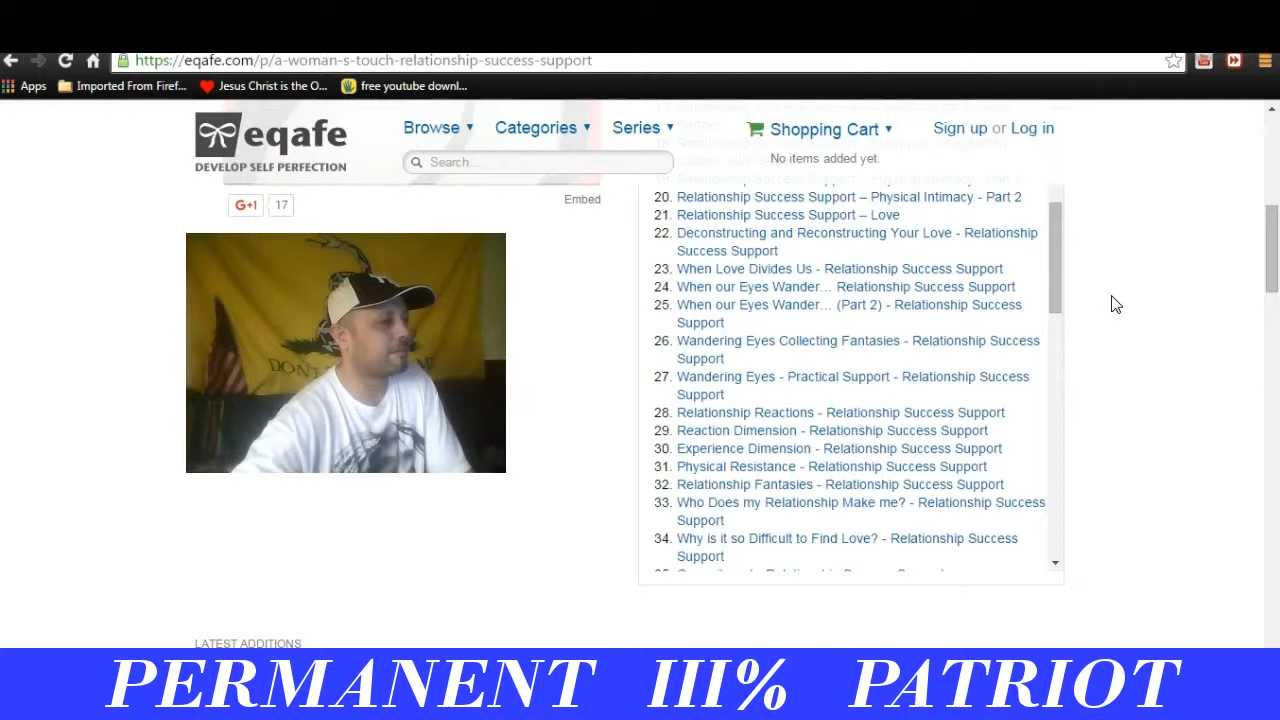 https://eqafe.com/p/a-woman-s-touch-relationship-success-support
Apps Imported From Firef... Jesus Christ is the O... free youtube downl...
eqafe
DEVELOP SELF PERFECTION
Browse Categories Series
Search...
Shopping Cart
No items added yet.
Sign up or Log in
G+1 17
Embed
20. Relationship Success Support – Physical Intimacy - Part 2
21. Relationship Success Support – Love
22. Deconstructing and Reconstructing Your Love - Relationship
Success Support
23. When Love Divides Us - Relationship Success Support
24. When our Eyes Wander… Relationship Success Support
25. When our Eyes Wander… (Part 2) - Relationship Success
Support
26. Wandering Eyes Collecting Fantasies - Relationship Success
Support
27. Wandering Eyes - Practical Support - Relationship Success
Support
28. Relationship Reactions - Relationship Success Support
29. Reaction Dimension - Relationship Success Support
30. Experience Dimension - Relationship Success Support
31. Physical Resistance - Relationship Success Support
32. Relationship Fantasies - Relationship Success Support
33. Who Does my Relationship Make me? - Relationship Success
Support
34. Why is it so Difficult to Find Love? - Relationship Success
Support
LATEST ADDITIONS
PERMANENT III% PATRIOT